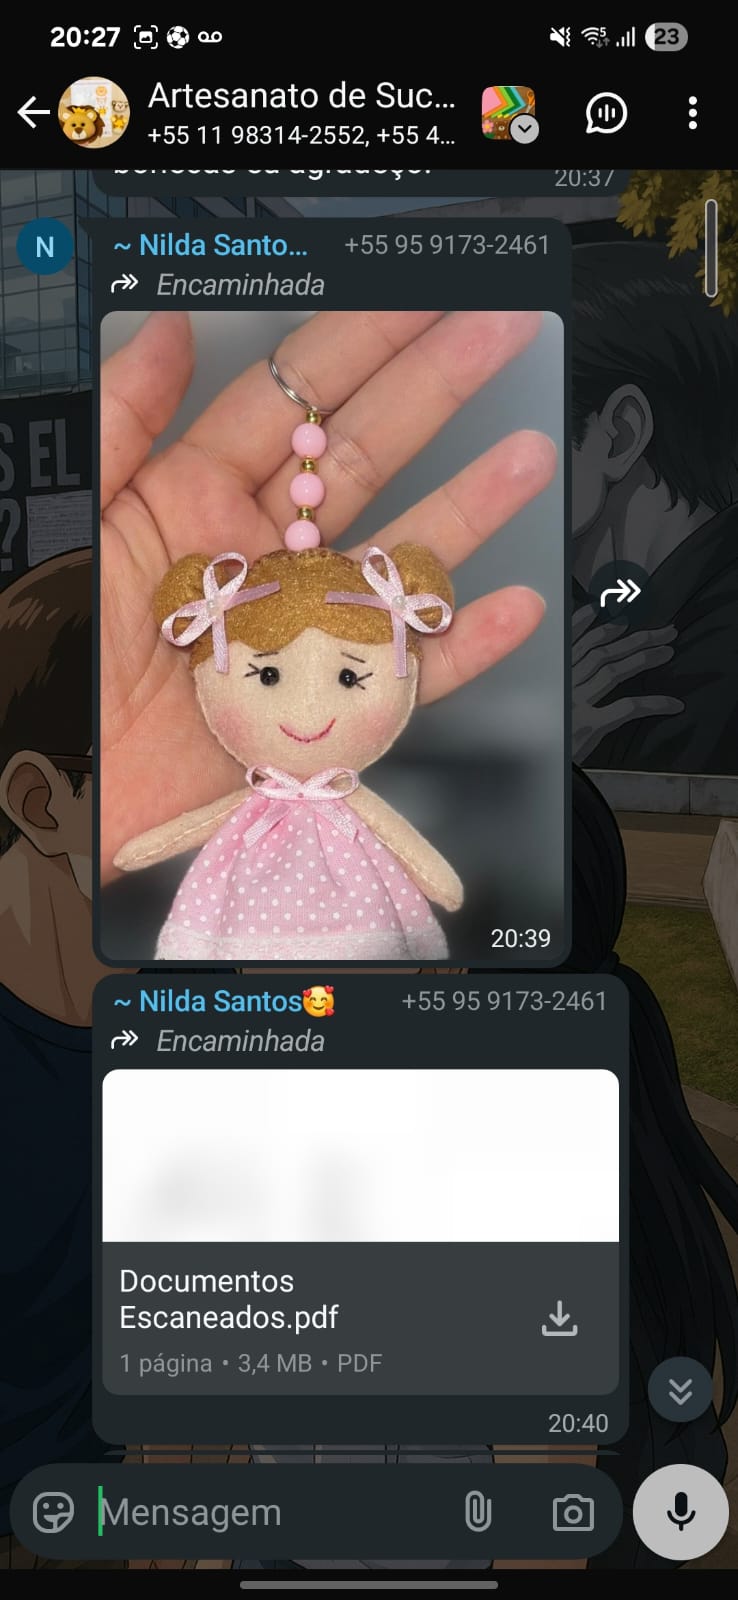 20:27
23
Artesanato de Suc...
+55 11 98314-2552, +55 4...
20:37
N
~ Nilda Santo...
+55 95 9173-2461
Encaminhada
S EL
?
20:39
~ Nilda Santos🥰
+55 95 9173-2461
Encaminhada
Documentos
Escaneados.pdf
1 página • 3,4 MB • PDF
20:40
Mensagem